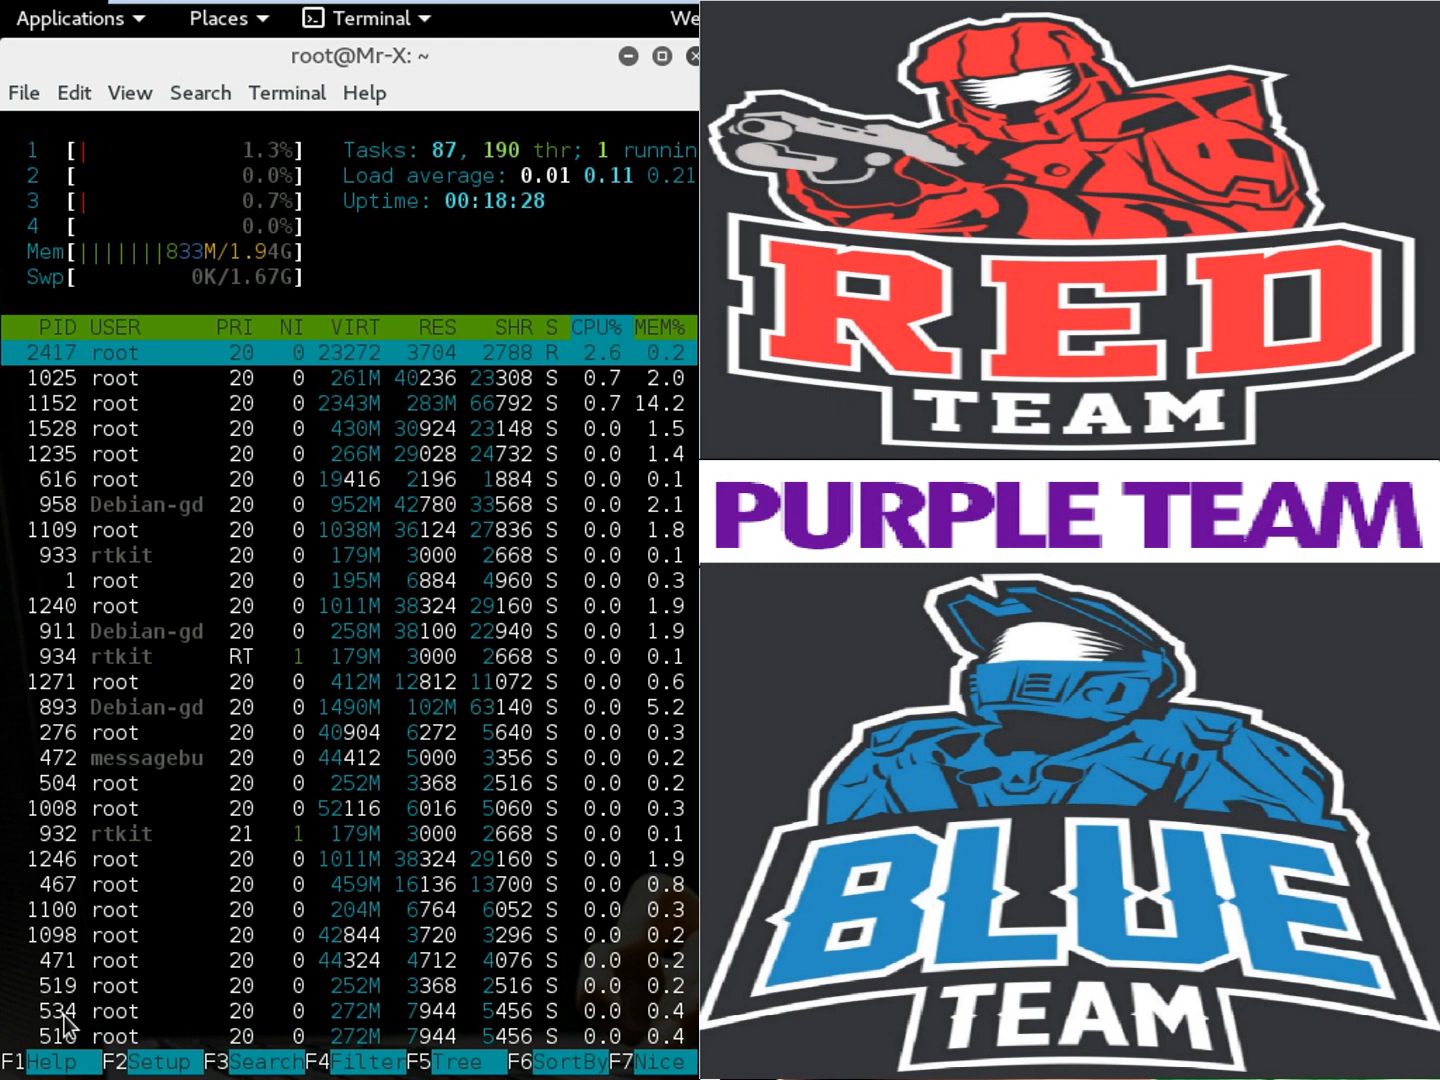 Applications Places Terminal We
root@Mr-X: ~
File Edit View Search Terminal Help
1 [| 1.3%] Tasks: 87, 190 thr; 1 runnin
2 [ 0.0%] Load average: 0.01 0.11 0.21
3 [| 0.7%] Uptime: 00:18:28
4 [ 0.0%]
Mem[|||||||833M/1.94G]
Swp[ 0K/1.67G]
PID USER PRI NI VIRT RES SHR S CPU% MEM%
2417 root 20 0 23272 3704 2788 R 2.6 0.2
1025 root 20 0 261M 40236 23308 S 0.7 2.0
1152 root 20 0 2343M 283M 66792 S 0.7 14.2
1528 root 20 0 430M 30924 23148 S 0.0 1.5
1235 root 20 0 266M 29028 24732 S 0.0 1.4
616 root 20 0 19416 2196 1884 S 0.0 0.1
958 Debian-gd 20 0 952M 42780 33568 S 0.0 2.1
1109 root 20 0 1038M 36124 27836 S 0.0 1.8
933 rtkit 20 0 179M 3000 2668 S 0.0 0.1
1 root 20 0 195M 6884 4960 S 0.0 0.3
1240 root 20 0 1011M 38324 29160 S 0.0 1.9
911 Debian-gd 20 0 258M 38100 22940 S 0.0 1.9
934 rtkit RT 1 179M 3000 2668 S 0.0 0.1
1271 root 20 0 412M 12812 11072 S 0.0 0.6
893 Debian-gd 20 0 1490M 102M 63140 S 0.0 5.2
276 root 20 0 40904 6272 5640 S 0.0 0.3
472 messagebu 20 0 44412 5000 3356 S 0.0 0.2
504 root 20 0 252M 3368 2516 S 0.0 0.2
1008 root 20 0 52116 6016 5060 S 0.0 0.3
932 rtkit 21 1 179M 3000 2668 S 0.0 0.1
1246 root 20 0 1011M 38324 29160 S 0.0 1.9
467 root 20 0 459M 16136 13700 S 0.0 0.8
1100 root 20 0 204M 6764 6052 S 0.0 0.3
1098 root 20 0 42844 3720 3296 S 0.0 0.2
471 root 20 0 44324 4712 4076 S 0.0 0.2
519 root 20 0 252M 3368 2516 S 0.0 0.2
534 root 20 0 272M 7944 5456 S 0.0 0.4
root 20 0 272M 7944 5456 S 0.0 0.4
F1Help F2Setup F3SearchF4FilterF5Tree F6SortByF7Nice
RED
TEAM
PURPLE TEAM
BLUE
TEAM